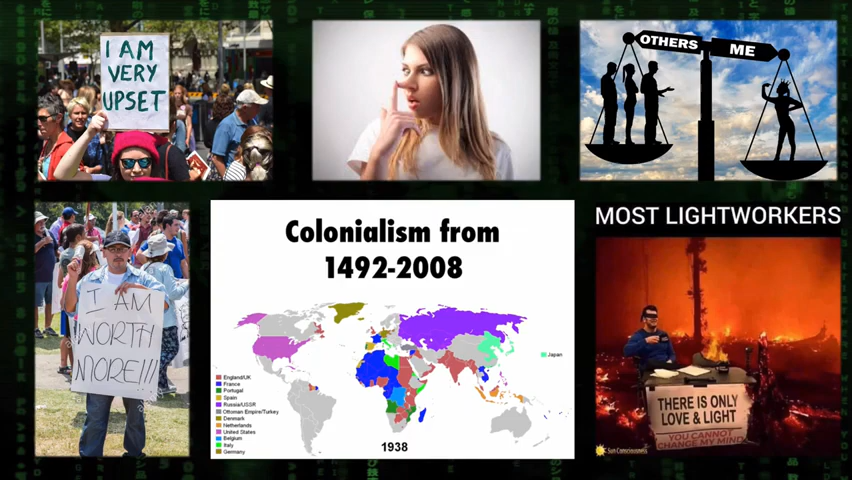 I AM
VERY
UPSET
OTHERS
ME
I AM
WORTH
MORE!!!
Colonialism from
1492-2008
England/UK
France
Portugal
Spain
Russia/USSR
Ottoman Empire/Turkey
Denmark
Netherlands
United States
Belgium
Italy
Germany
Japan
1938
MOST LIGHTWORKERS
THERE IS ONLY
LOVE & LIGHT
YOU CANNOT
CHANGE MY MIND